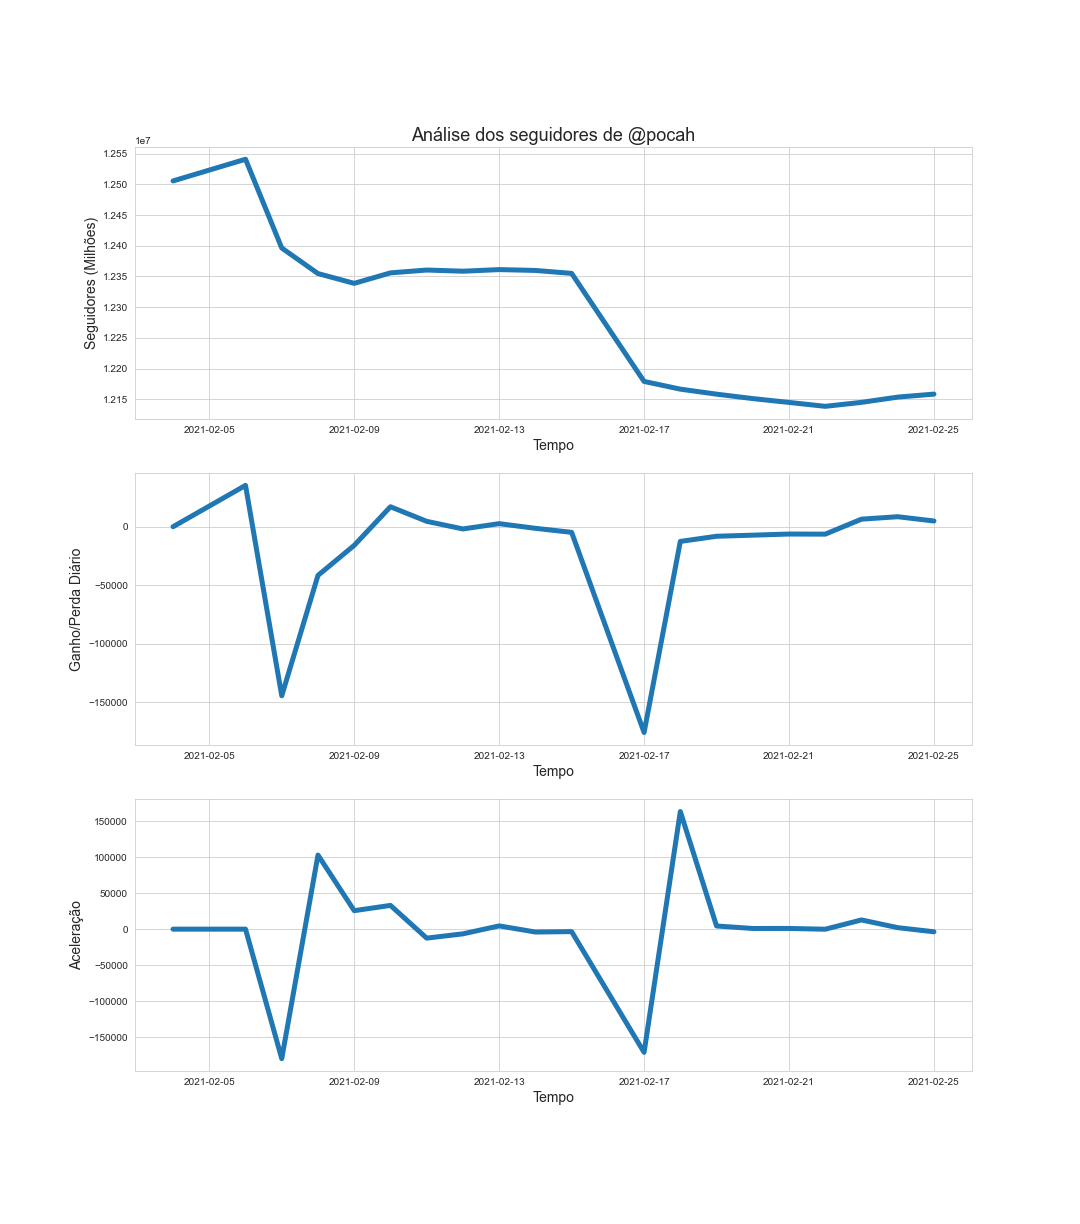 Análise dos seguidores de @pocah
1e7
1.255
1.250
1.245
1.240
1.235
1.230
1.225
1.220
1.215
Seguidores (Milhões)
2021-02-05 2021-02-09 2021-02-13 2021-02-17 2021-02-21 2021-02-25
Tempo
0
−50000
−100000
−150000
Ganho/Perda Diário
2021-02-05 2021-02-09 2021-02-13 2021-02-17 2021-02-21 2021-02-25
Tempo
150000
100000
50000
0
−50000
−100000
−150000
Aceleração
2021-02-05 2021-02-09 2021-02-13 2021-02-17 2021-02-21 2021-02-25
Tempo